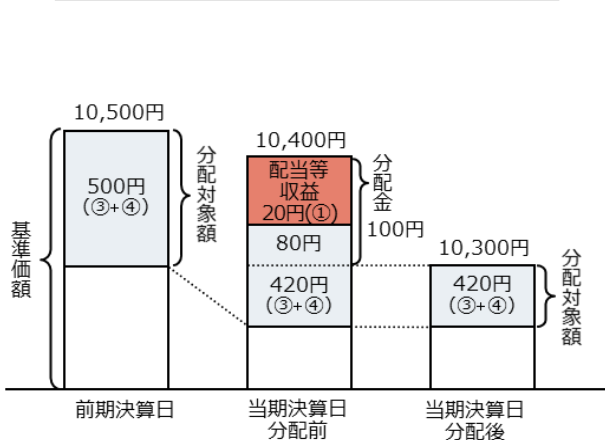 10,500円
500円
(③+④)
分配対象額
基準価額
前期決算日
10,400円
配当等
収益
20円(①)
80円
420円
(③+④)
分配金
100円
当期決算日
分配前
10,300円
420円
(③+④)
分配対象額
当期決算日
分配後